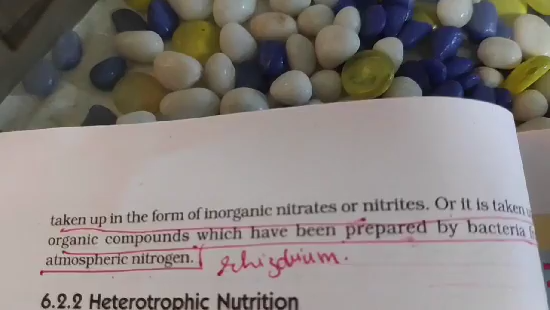 taken up in the form of inorganic nitrates or nitrites. Or it is taken
organic compounds which have been prepared by bacteria
atmospheric nitrogen.
6.2.2 Heterotrophic Nutrition